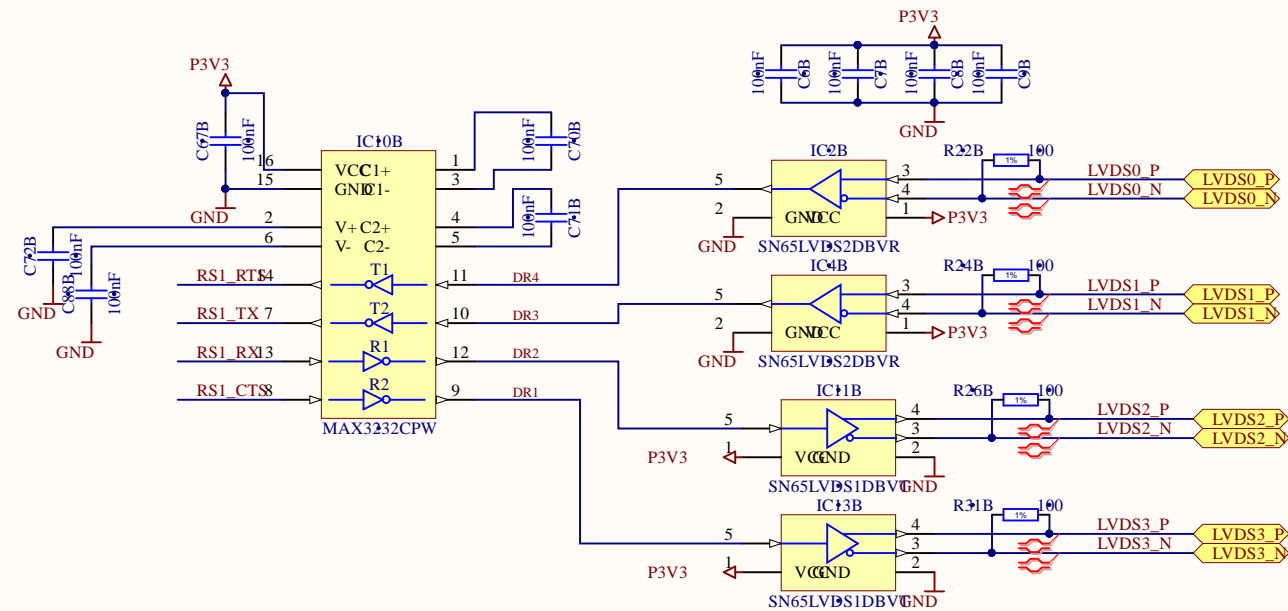 P3V3
C67B
100nF
GND
IC10B
16
15
2
6
14
7
13
8
VCC
GND
V+
V-
C1+
C1-
C2+
C2-
T1
T2
R1
R2
1
3
4
5
11
10
12
9
MAX3232CPW
C70B
100nF
C71B
100nF
C72B
100nF
GND
C88B
100nF
GND
RS1_RTS
RS1_TX
RS1_RX
RS1_CTS
DR4
DR3
DR2
DR1
P3V3
100nF
C6B
100nF
C7B
100nF
C8B
100nF
C9B
GND
IC2B
5
2
GND
VCC
3
4
1
P3V3
GND
SN65LVDS2DBVR
R22B
100
1%
LVDS0_P
LVDS0_N
LVDS0_P
LVDS0_N
IC4B
5
2
GND
VCC
3
4
1
P3V3
GND
SN65LVDS2DBVR
R24B
100
1%
LVDS1_P
LVDS1_N
LVDS1_P
LVDS1_N
IC11B
5
1
P3V3
VCC
GND
4
3
2
GND
SN65LVDS1DBVT
R26B
100
1%
LVDS2_P
LVDS2_N
LVDS2_P
LVDS2_N
IC13B
5
1
P3V3
VCC
GND
4
3
2
GND
SN65LVDS1DBVT
R31B
100
1%
LVDS3_P
LVDS3_N
LVDS3_P
LVDS3_N